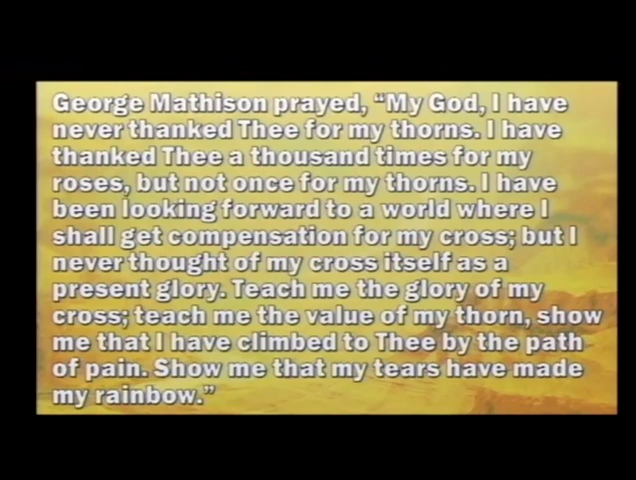 George Mathison prayed, “My God, I have
never thanked Thee for my thorns. I have
thanked Thee a thousand times for my
roses, but not once for my thorns. I have
been looking forward to a world where I
shall get compensation for my cross; but I
never thought of my cross itself as a
present glory. Teach me the glory of my
cross; teach me the value of my thorn, show
me that I have climbed to Thee by the path
of pain. Show me that my tears have made
my rainbow.”